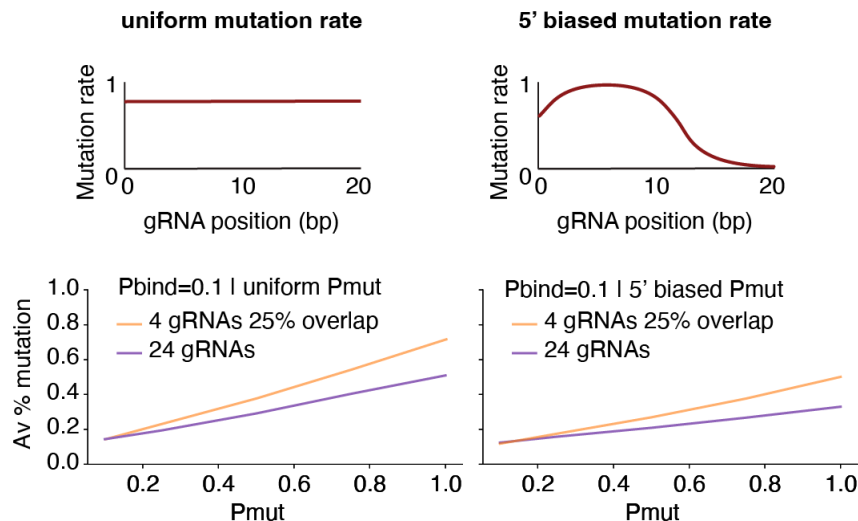 uniform mutation rate
1
Mutation rate
0
0 10 20
gRNA position (bp)
5' biased mutation rate
1
Mutation rate
0
0 10 20
gRNA position (bp)
Pbind=0.1 | uniform Pmut
4 gRNAs 25% overlap
24 gRNAs
1.0
0.8
0.6
0.4
0.2
0.0
Av % mutation
0.2 0.4 0.6 0.8 1.0
Pmut
Pbind=0.1 | 5' biased Pmut
4 gRNAs 25% overlap
24 gRNAs
0.2 0.4 0.6 0.8 1.0
Pmut